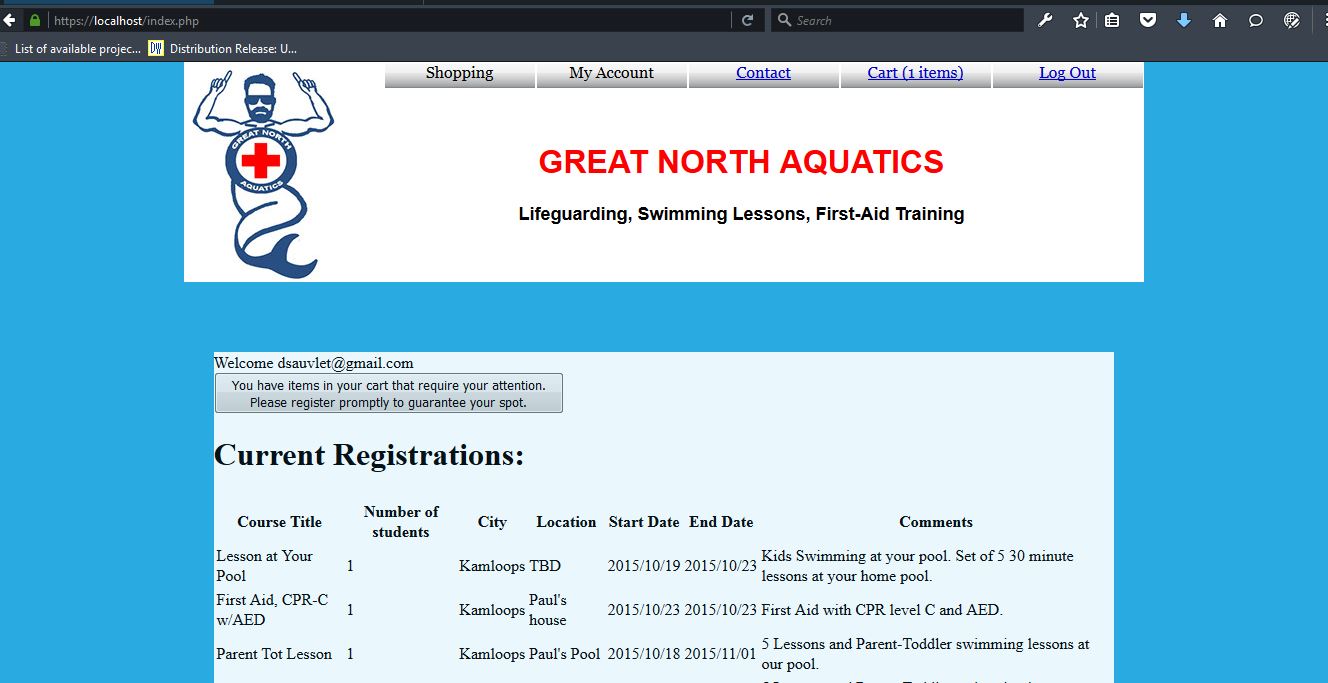 https://localhost/index.php
Search
List of available projec...
DW
Distribution Release: U...
Shopping
My Account
Contact
Cart (1 items)
Log Out
GREAT NORTH
AQUATICS
GREAT NORTH AQUATICS
Lifeguarding, Swimming Lessons, First-Aid Training
Welcome dsauvlet@gmail.com
You have items in your cart that require your attention.
Please register promptly to guarantee your spot.
Current Registrations:
Course Title Number of students City Location Start Date End Date Comments
Lesson at Your Pool 1 Kamloops TBD 2015/10/19 2015/10/23 Kids Swimming at your pool. Set of 5 30 minute lessons at your home pool.
First Aid, CPR-C w/AED 1 Kamloops Paul's house 2015/10/23 2015/10/23 First Aid with CPR level C and AED.
Parent Tot Lesson 1 Kamloops Paul's Pool 2015/10/18 2015/11/01 5 Lessons and Parent-Toddler swimming lessons at our pool.